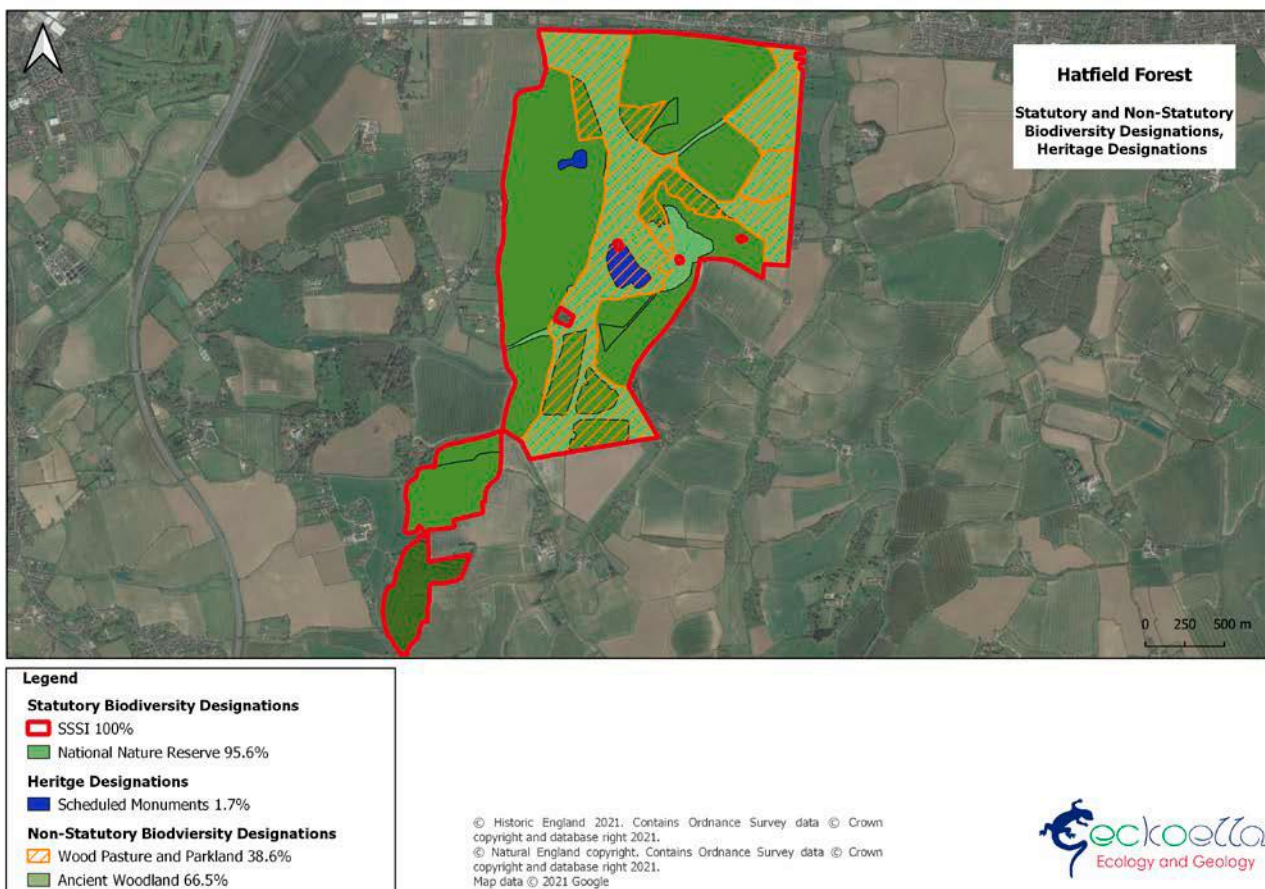 Hatfield Forest
Statutory and Non-Statutory
Biodiversity Designations,
Heritage Designations
0 250 500 m
Legend
Statutory Biodiversity Designations
SSSI 100%
National Nature Reserve 95.6%
Heritge Designations
Scheduled Monuments 1.7%
Non-Statutory Biodviersity Designations
Wood Pasture and Parkland 38.6%
Ancient Woodland 66.5%
© Historic England 2021. Contains Ordnance Survey data © Crown
copyright and database right 2021.
© Natural England copyright. Contains Ordnance Survey data © Crown
copyright and database right 2021.
Map data © 2021 Google
geckoella
Ecology and Geology